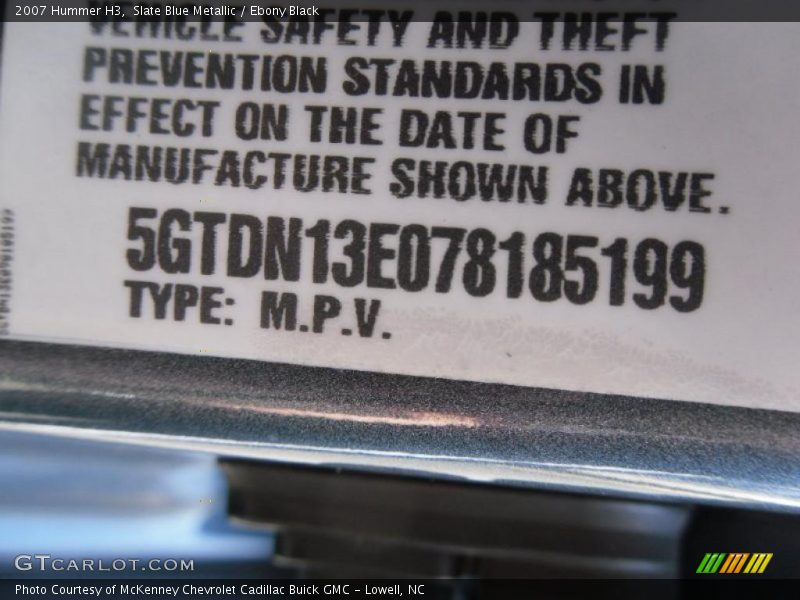 2007 Hummer H3, Slate Blue Metallic / Ebony Black
VEHICLE SAFETY AND THEFT
PREVENTION STANDARDS IN
EFFECT ON THE DATE OF
MANUFACTURE SHOWN ABOVE.
5GTDN13E078185199
TYPE: M.P.V.
GTCARLOT.COM
Photo Courtesy of McKenney Chevrolet Cadillac Buick GMC - Lowell, NC